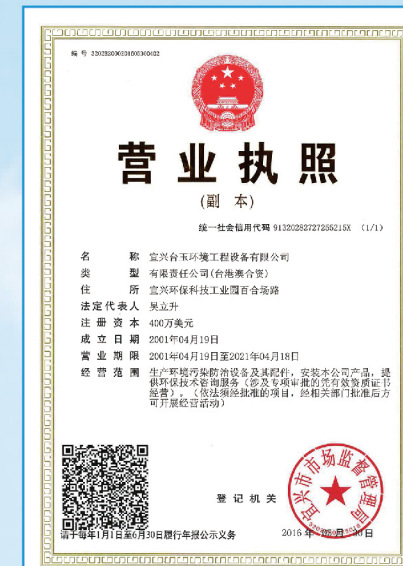 编 号 320282000201605300402
营业执照
(副 本)
统一社会信用代码 91320282727255215X (1/1)
名 称 宜兴台玉环境工程设备有限公司
类 型 有限责任公司(台港澳合资)
住 所 宜兴环保科技工业园百合场路
法定代表人 吴立升
注 册 资 本 400万美元
成 立 日 期 2001年04月19日
营 业 期 限 2001年04月19日至2021年04月18日
经 营 范 围 生产环境污染防治设备及其配件，安装本公司产品，提
供环保技术咨询服务（涉及专项审批的凭有效资质证书
经营）。（依法须经批准的项目，经相关部门批准后方
可开展经营活动）
登 记 机 关
宜兴市市场监督管理局
请于每年1月1日至6月30日履行年报公示义务
2016 年 月 日